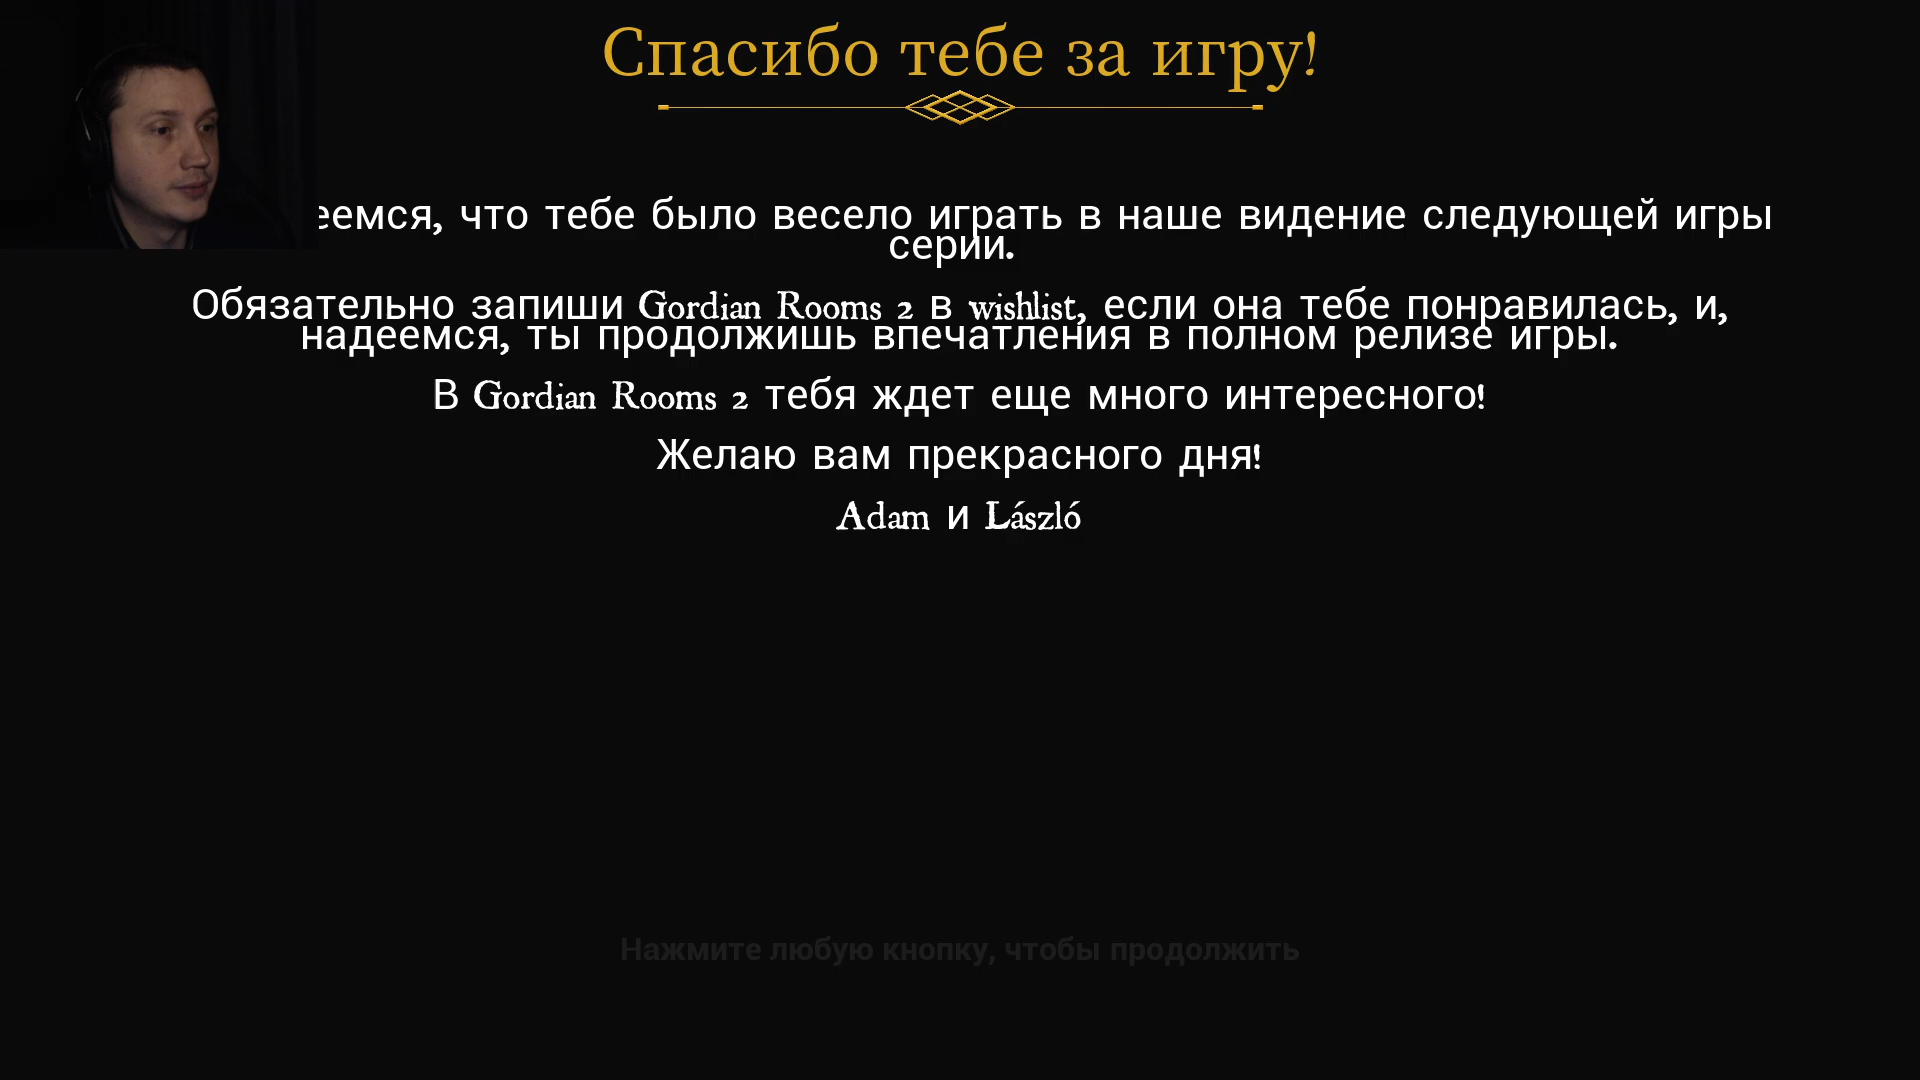 Спасибо тебе за игру!
что тебе было весело играть в наше видение следующей игры
серии.
Обязательно запиши Gordian Rooms 2 в wishlist, если она тебе понравилась, и,
надеемся, ты продолжишь впечатления в полном релизе игры.
В Gordian Rooms 2 тебя ждет еще много интересного!
Желаю вам прекрасного дня!
Adam и László
Нажмите любую кнопку, чтобы продолжить